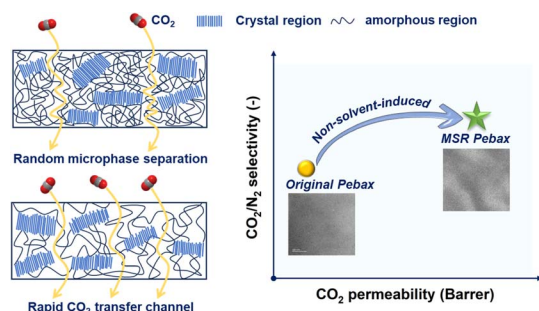 CO₂
Crystal region
amorphous region
Random microphase separation
Rapid CO₂ transfer channel
CO₂/N₂ selectivity (-)
Non-solvent-induced
MSR Pebax
Original Pebax
CO₂ permeability (Barrer)